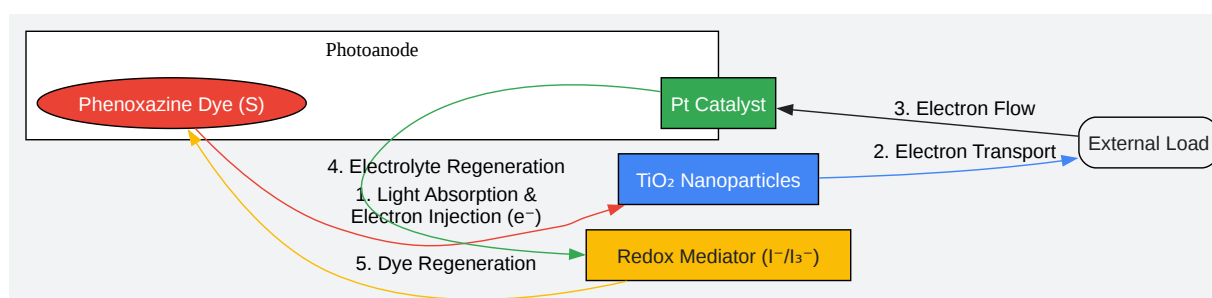 Photoanode
Phenoxazine Dye (S)
Pt Catalyst
3. Electron Flow
External Load
2. Electron Transport
4. Electrolyte Regeneration
TiO₂ Nanoparticles
1. Light Absorption &
Electron Injection (e⁻)
Redox Mediator (I⁻/I₃⁻)
5. Dye Regeneration